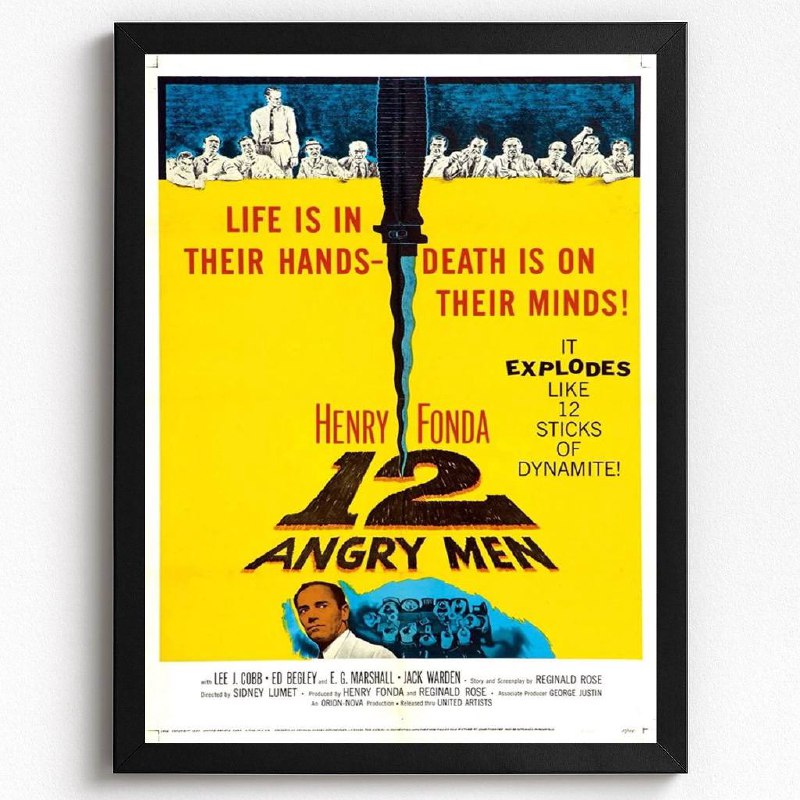 LIFE IS IN
THEIR HANDS- DEATH IS ON
THEIR MINDS!
IT
EXPLODES
LIKE
12
STICKS
OF
DYNAMITE!
HENRY FONDA
12
ANGRY MEN
with LEE J. COBB • ED BEGLEY and E. G. MARSHALL • JACK WARDEN • Story and Screenplay by REGINALD ROSE
Directed by SIDNEY LUMET • Produced by HENRY FONDA and REGINALD ROSE • Associate Producer GEORGE JUSTIN
An ORION-NOVA Production • Released thru UNITED ARTISTS